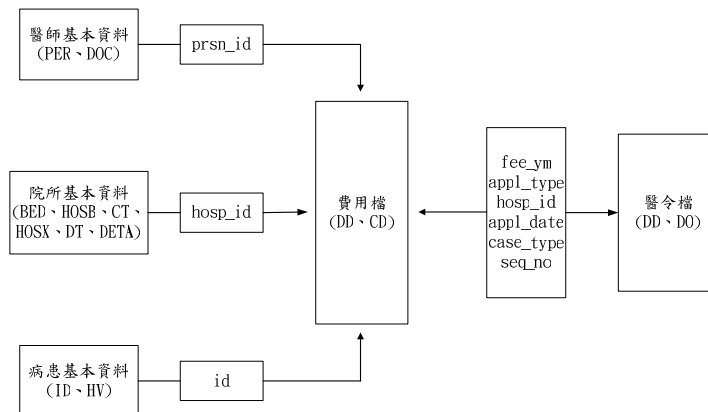 醫師基本資料
(PER、DOC)
prsn_id
院所基本資料
(BED、HOSB、CT、
HOSX、DT、DETA)
hosp_id
病患基本資料
(ID、HV)
id
費用檔
(DD、CD)
fee_ym
appl_type
hosp_id
appl_date
case_type
seq_no
醫令檔
(DD、DO)